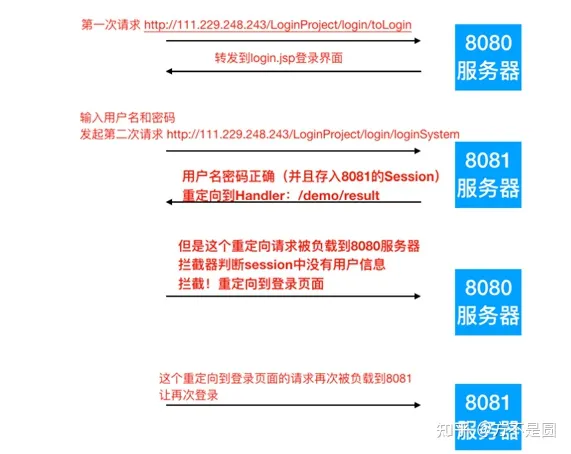 第一次请求 http://111.229.248.243/LoginProject/login/toLogin
8080
服务器
转发到login.jsp登录界面
输入用户名和密码
发起第二次请求 http://111.229.248.243/LoginProject/login/loginSystem
8081
服务器
用户名密码正确（并且存入8081的Session）
重定向到Handler：/demo/result
但是这个重定向请求被负载到8080服务器
拦截器判断session中没有用户信息
拦截！重定向到登录页面
8080
服务器
这个重定向到登录页面的请求再次被负载到8081
让再次登录
8081
服务器
知乎 @方不是圆